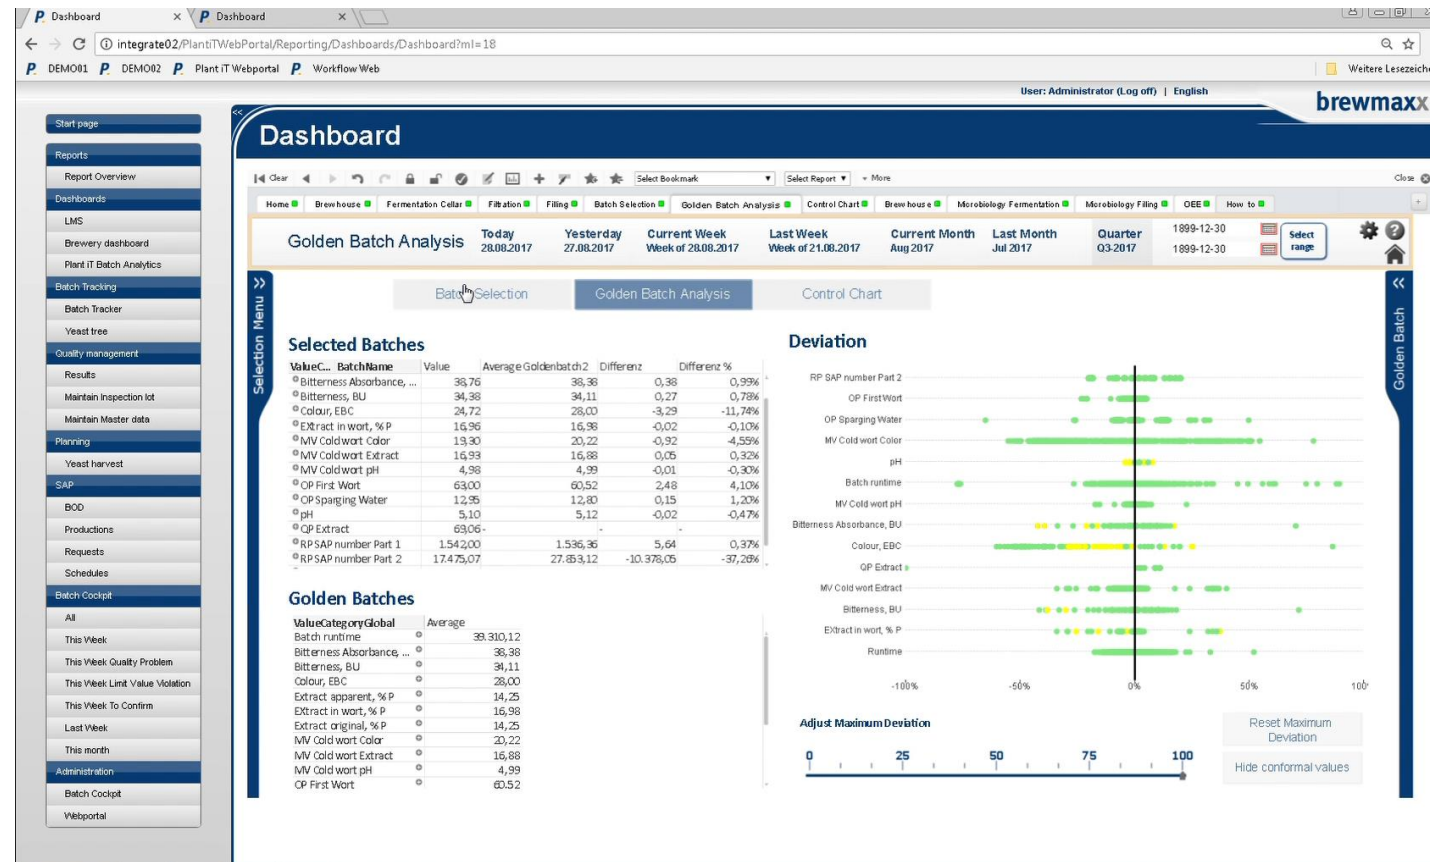 Dashboard
Dashboard
integrate02/PlantiTWebPortal/Reporting/Dashboards/Dashboard?ml=18
DEMO01 DEMO02 Plant iT Webportal Workflow Web
Weitere Lesezeiche
User: Administrator (Log off) | English
brewmaxx
Start page
Reports
Report Overview
Dashboards
LMS
Brewery dashboard
Plant iT Batch Analytics
Batch Tracking
Batch Tracker
Yeast tree
Quality management
Results
Maintain Inspection lot
Maintain Master data
Planning
Yeast harvest
SAP
BOD
Productions
Requests
Schedules
Batch Cockpit
All
This Week
This Week Quality Problem
This Week Limit Value Violation
This Week To Confirm
Last Week
This month
Administration
Batch Cockpit
Webportal
Dashboard
Clear
Select Bookmark
Select Report
More
Close
Home
Brewhouse
Fermentation Cellar
Filtration
Filing
Batch Selection
Golden Batch Analysis
Control Chart
Brewhouse
Microbiology Fermentation
Microbiology Filing
OEE
How to
Golden Batch Analysis
Today
28.08.2017
Yesterday
27.08.2017
Current Week
Week of 28.08.2017
Last Week
Week of 21.08.2017
Current Month
Aug 2017
Last Month
Jul 2017
Quarter
Q3-2017
1899-12-30
1899-12-30
Select
range
Selection Menu
Golden Batch
Batch Selection
Golden Batch Analysis
Control Chart
Selected Batches
ValueC... BatchName Value Average Goldenbatch2 Differenz Differenz %
Bitterness Absorbance, ... 38,76 38,38 0,38 0,99%
Bitterness, BU 34,38 34,11 0,27 0,78%
Colour, EBC 24,72 28,00 -3,29 -11,74%
EXtract in wort, % P 16,96 16,98 -0,02 -0,10%
MV Cold wort Color 19,30 20,22 -0,92 -4,55%
MV Cold wort Extract 16,93 16,88 0,05 0,32%
MV Cold wort pH 4,98 4,99 -0,01 -0,30%
OP First Wort 63,00 60,52 2,48 4,10%
OP Sparging Water 12,95 12,80 0,15 1,20%
pH 5,10 5,12 -0,02 -0,47%
QP Extract 69,06 - - -
RP SAP number Part 1 1.542,00 1.536,36 5,64 0,37%
RP SAP number Part 2 17.475,07 27.853,12 -10.378,05 -37,26%
Golden Batches
ValueCategoryGlobal Average
Batch runtime 39.310,12
Bitterness Absorbance, ... 38,38
Bitterness, BU 34,11
Colour, EBC 28,00
Extract apparent, % P 14,25
EXtract in wort, % P 16,98
Extract original, % P 14,25
MV Cold wort Color 20,22
MV Cold wort Extract 16,88
MV Cold wort pH 4,99
OP First Wort 60.52
Deviation
RP SAP number Part 2
OP First Wort
OP Sparging Water
MV Cold wort Color
pH
Batch runtime
MV Cold wort pH
Bitterness Absorbance, BU
Colour, EBC
QP Extract
MV Cold wort Extract
Bitterness, BU
EXtract in wort, % P
Runtime
-100% -50% 0% 50% 100
Adjust Maximum Deviation
0 25 50 75 100
Reset Maximum
Deviation
Hide conformal values